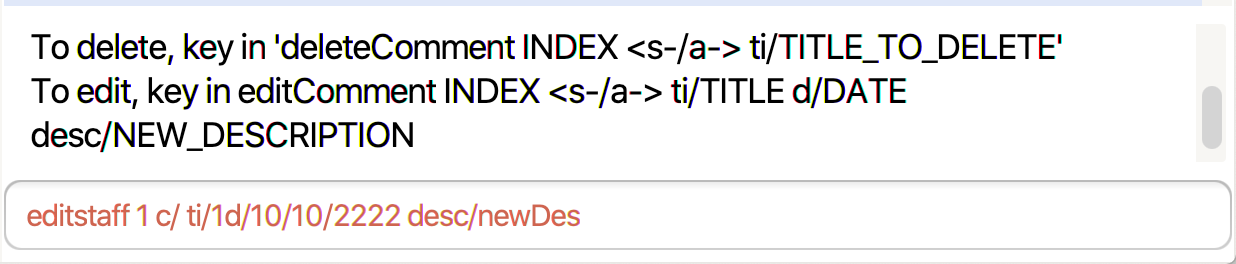 To delete, key in 'deleteComment INDEX <s-/a-> ti/TITLE_TO_DELETE'
To edit, key in editComment INDEX <s-/a-> ti/TITLE d/DATE
desc/NEW_DESCRIPTION
editstaff 1 c/ ti/1d/10/10/2222 desc/newDes